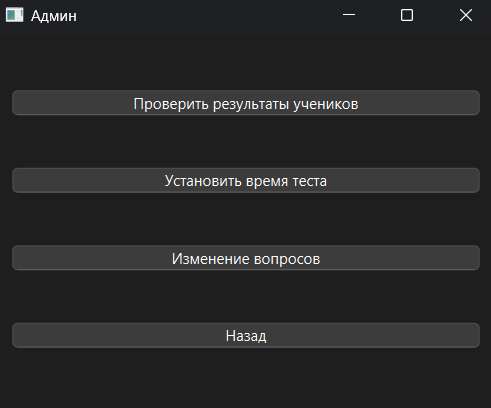 Админ
Проверить результаты учеников
Установить время теста
Изменение вопросов
Назад